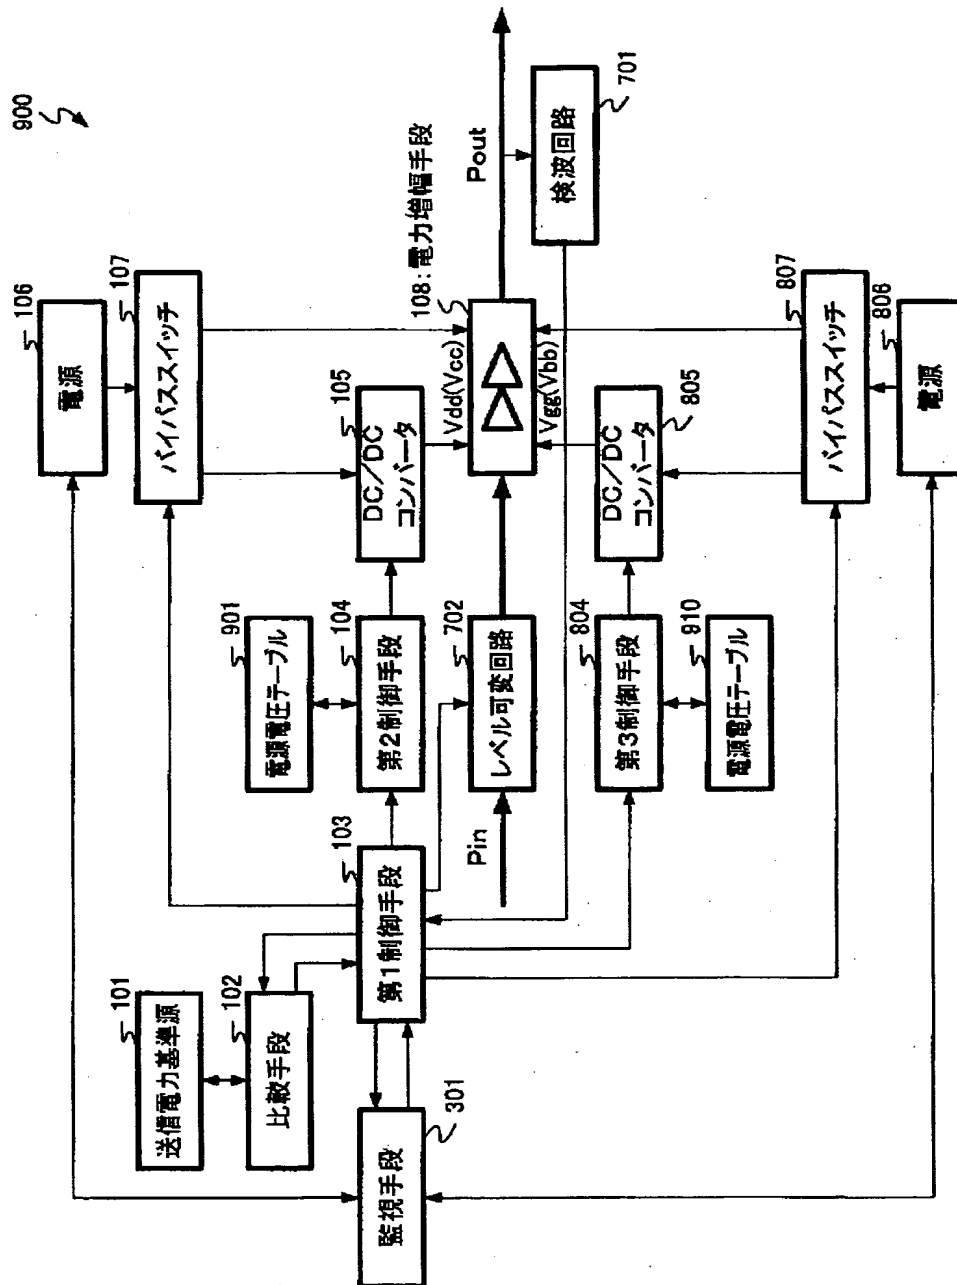 900
電源
106
バイパススイッチ
107
電源電圧テーブル
901
DC/DC
コンバータ
105
Vdd(Vcc)
108:電力増幅手段
送信電力基準源
101
比較手段
102
第1制御手段
103
第2制御手段
104
監視手段
301
Pin
レベル可変回路
702
Pout
検波回路
701
Vgg(Vbb)
第3制御手段
804
DC/DC
コンバータ
805
電源電圧テーブル
910
バイパススイッチ
807
電源
806